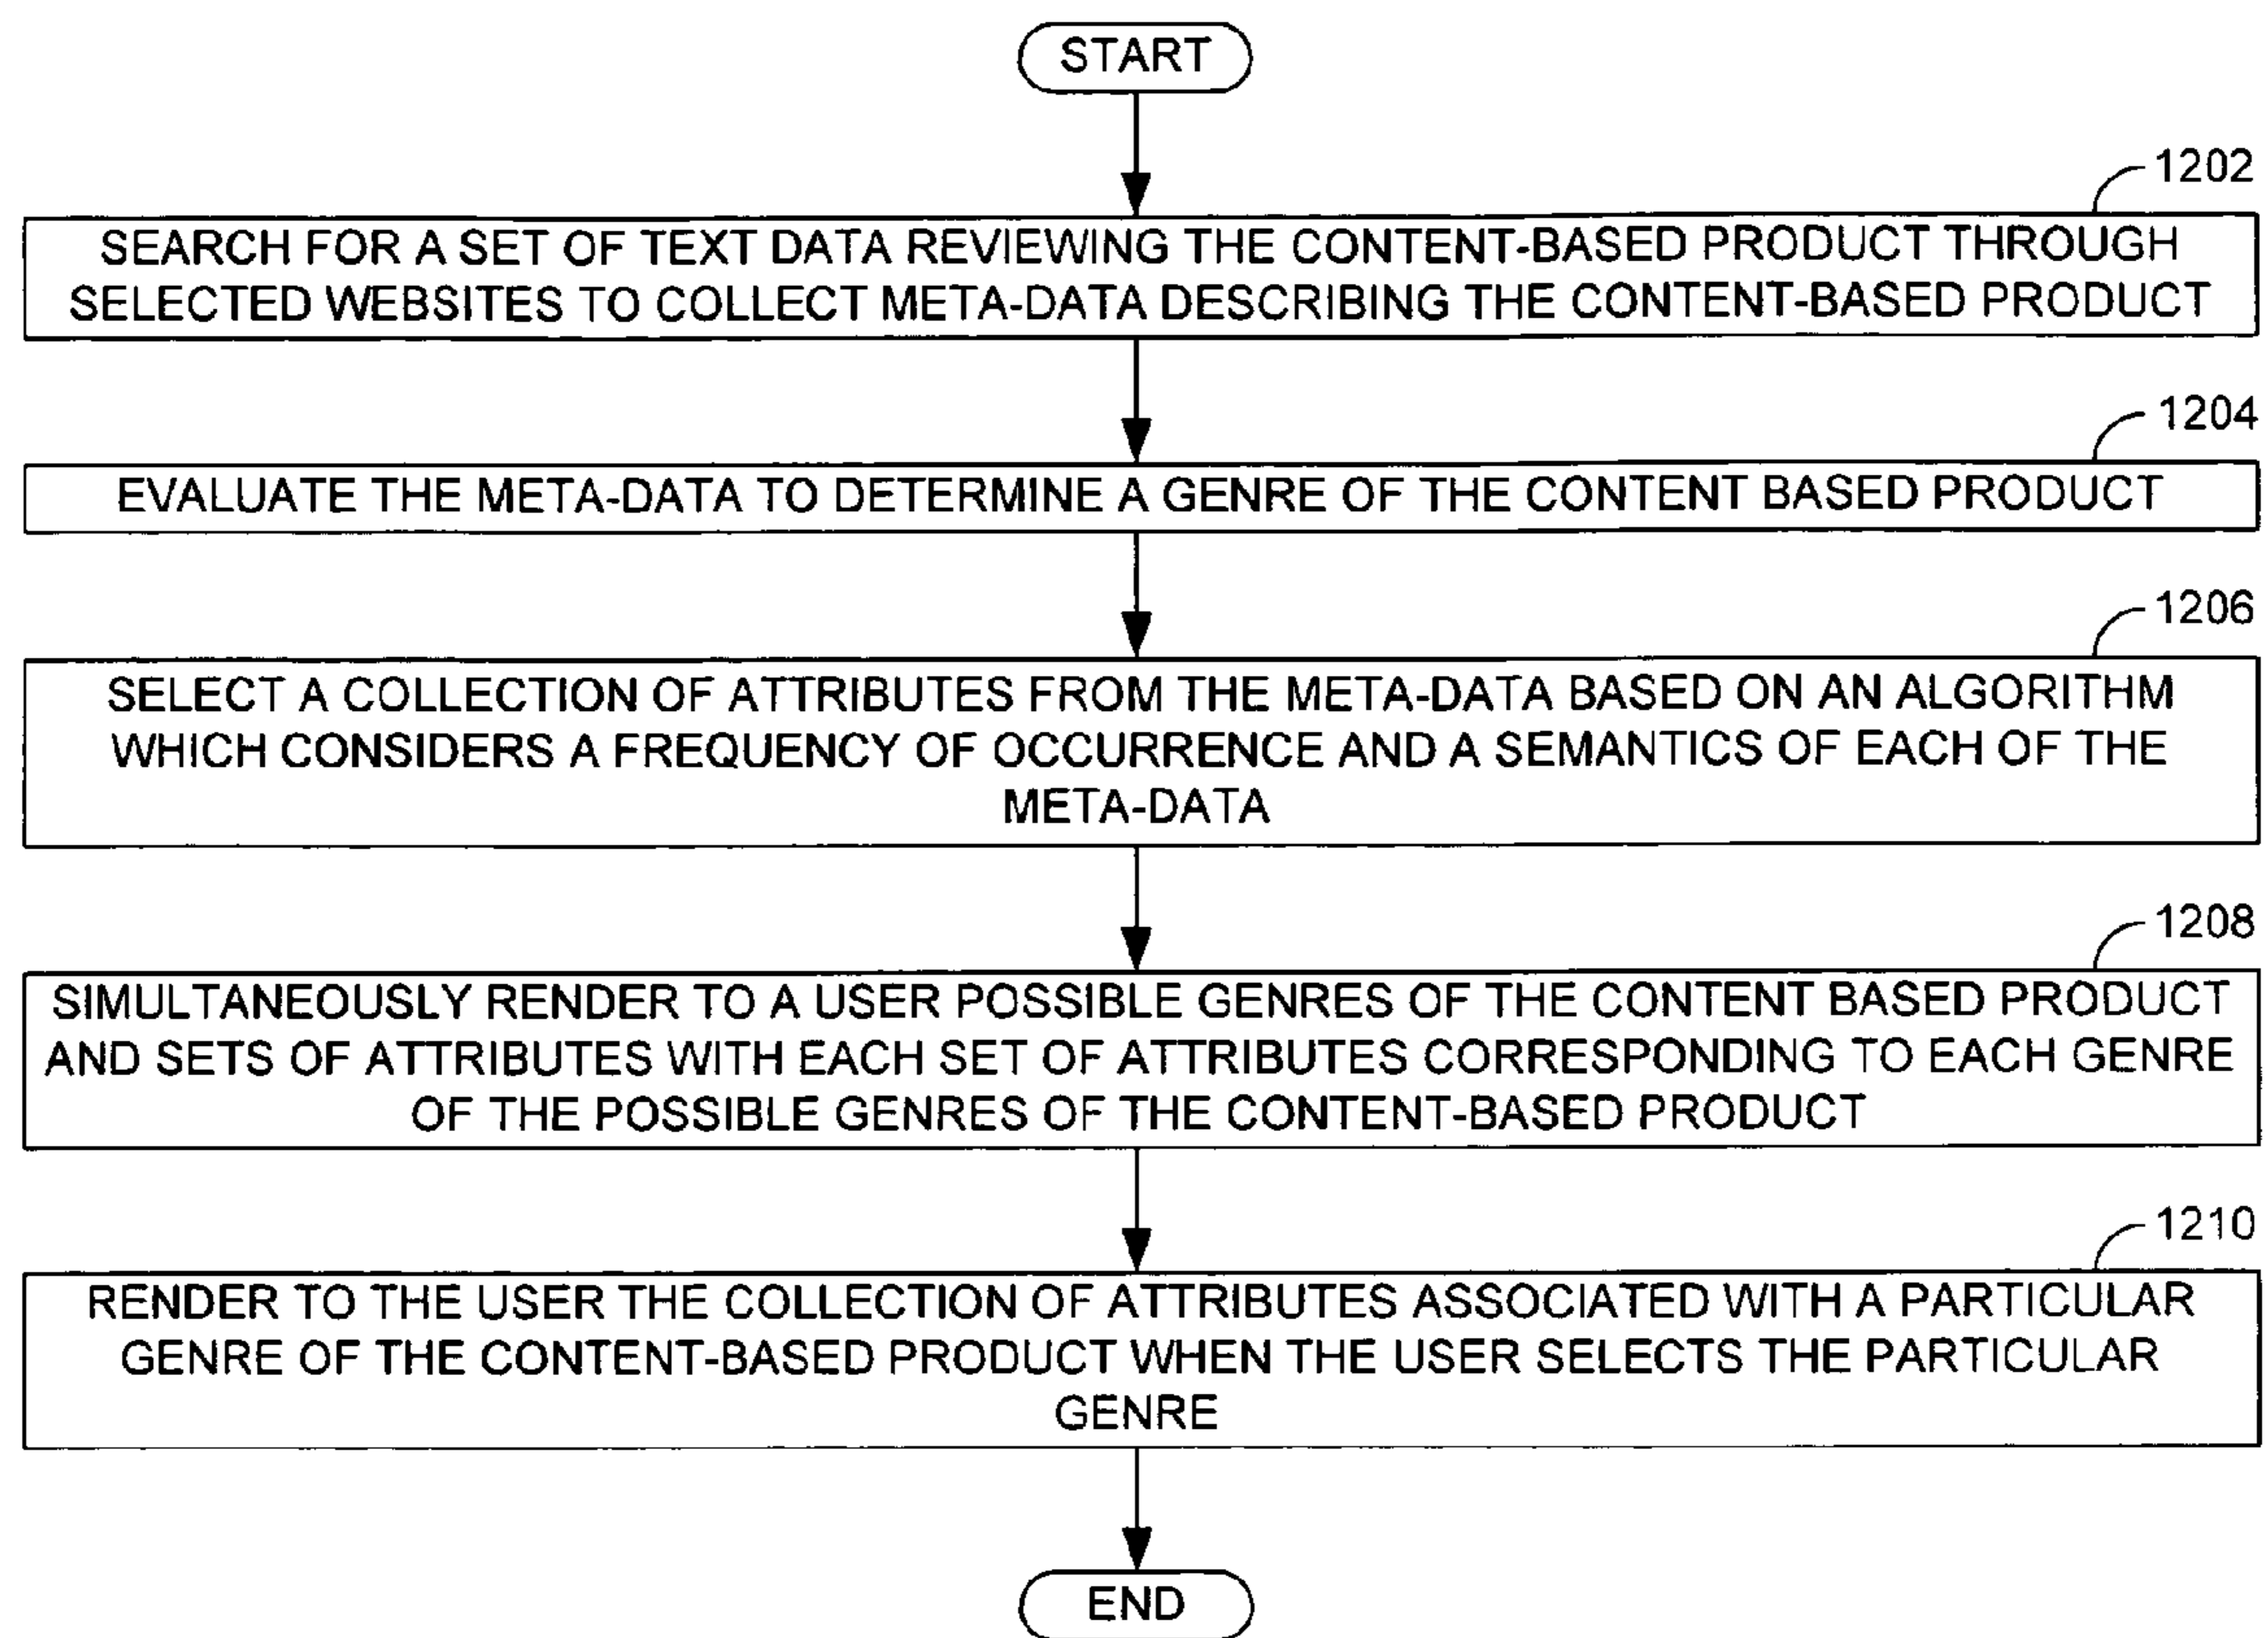 START
1202
SEARCH FOR A SET OF TEXT DATA REVIEWING THE CONTENT-BASED PRODUCT THROUGH
SELECTED WEBSITES TO COLLECT META-DATA DESCRIBING THE CONTENT-BASED PRODUCT
1204
EVALUATE THE META-DATA TO DETERMINE A GENRE OF THE CONTENT BASED PRODUCT
1206
SELECT A COLLECTION OF ATTRIBUTES FROM THE META-DATA BASED ON AN ALGORITHM
WHICH CONSIDERS A FREQUENCY OF OCCURRENCE AND A SEMANTICS OF EACH OF THE
META-DATA
1208
SIMULTANEOUSLY RENDER TO A USER POSSIBLE GENRES OF THE CONTENT BASED PRODUCT
AND SETS OF ATTRIBUTES WITH EACH SET OF ATTRIBUTES CORRESPONDING TO EACH GENRE
OF THE POSSIBLE GENRES OF THE CONTENT-BASED PRODUCT
1210
RENDER TO THE USER THE COLLECTION OF ATTRIBUTES ASSOCIATED WITH A PARTICULAR
GENRE OF THE CONTENT-BASED PRODUCT WHEN THE USER SELECTS THE PARTICULAR
GENRE
END